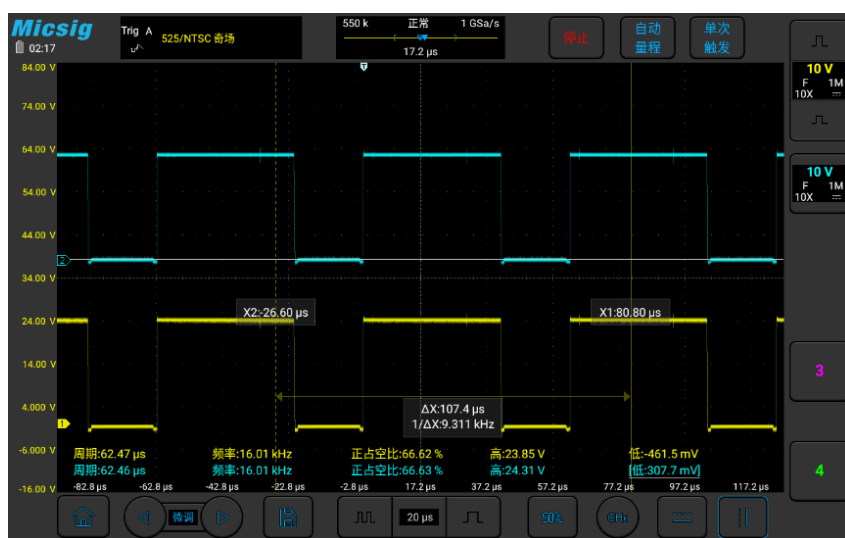 Micsig
02:17
Trig A
525/NTSC 奇场
550 k 正常 1 GSa/s
17.2 µs
停止
自动
量程
单次
触发
10 V
F 1M
10X
10 V
F 1M
10X
3
4
84.00 V
74.00 V
64.00 V
54.00 V
44.00 V
2
34.00 V
X2:-26.60 µs X1:80.80 µs
24.00 V
14.00 V
ΔX:107.4 µs
4.000 V
1/ΔX:9.311 kHz
1
-6.000 V
周期:62.47 µs 频率:16.01 kHz 正占空比:66.62 % 高:23.85 V 低:-461.5 mV
周期:62.46 µs 频率:16.01 kHz 正占空比:66.63 % 高:24.31 V [低:307.7 mV]
-16.00 V -82.8 µs -62.8 µs -42.8 µs -22.8 µs -2.8 µs 17.2 µs 37.2 µs 57.2 µs 77.2 µs 97.2 µs 117.2 µs
微调 20 µs 50%